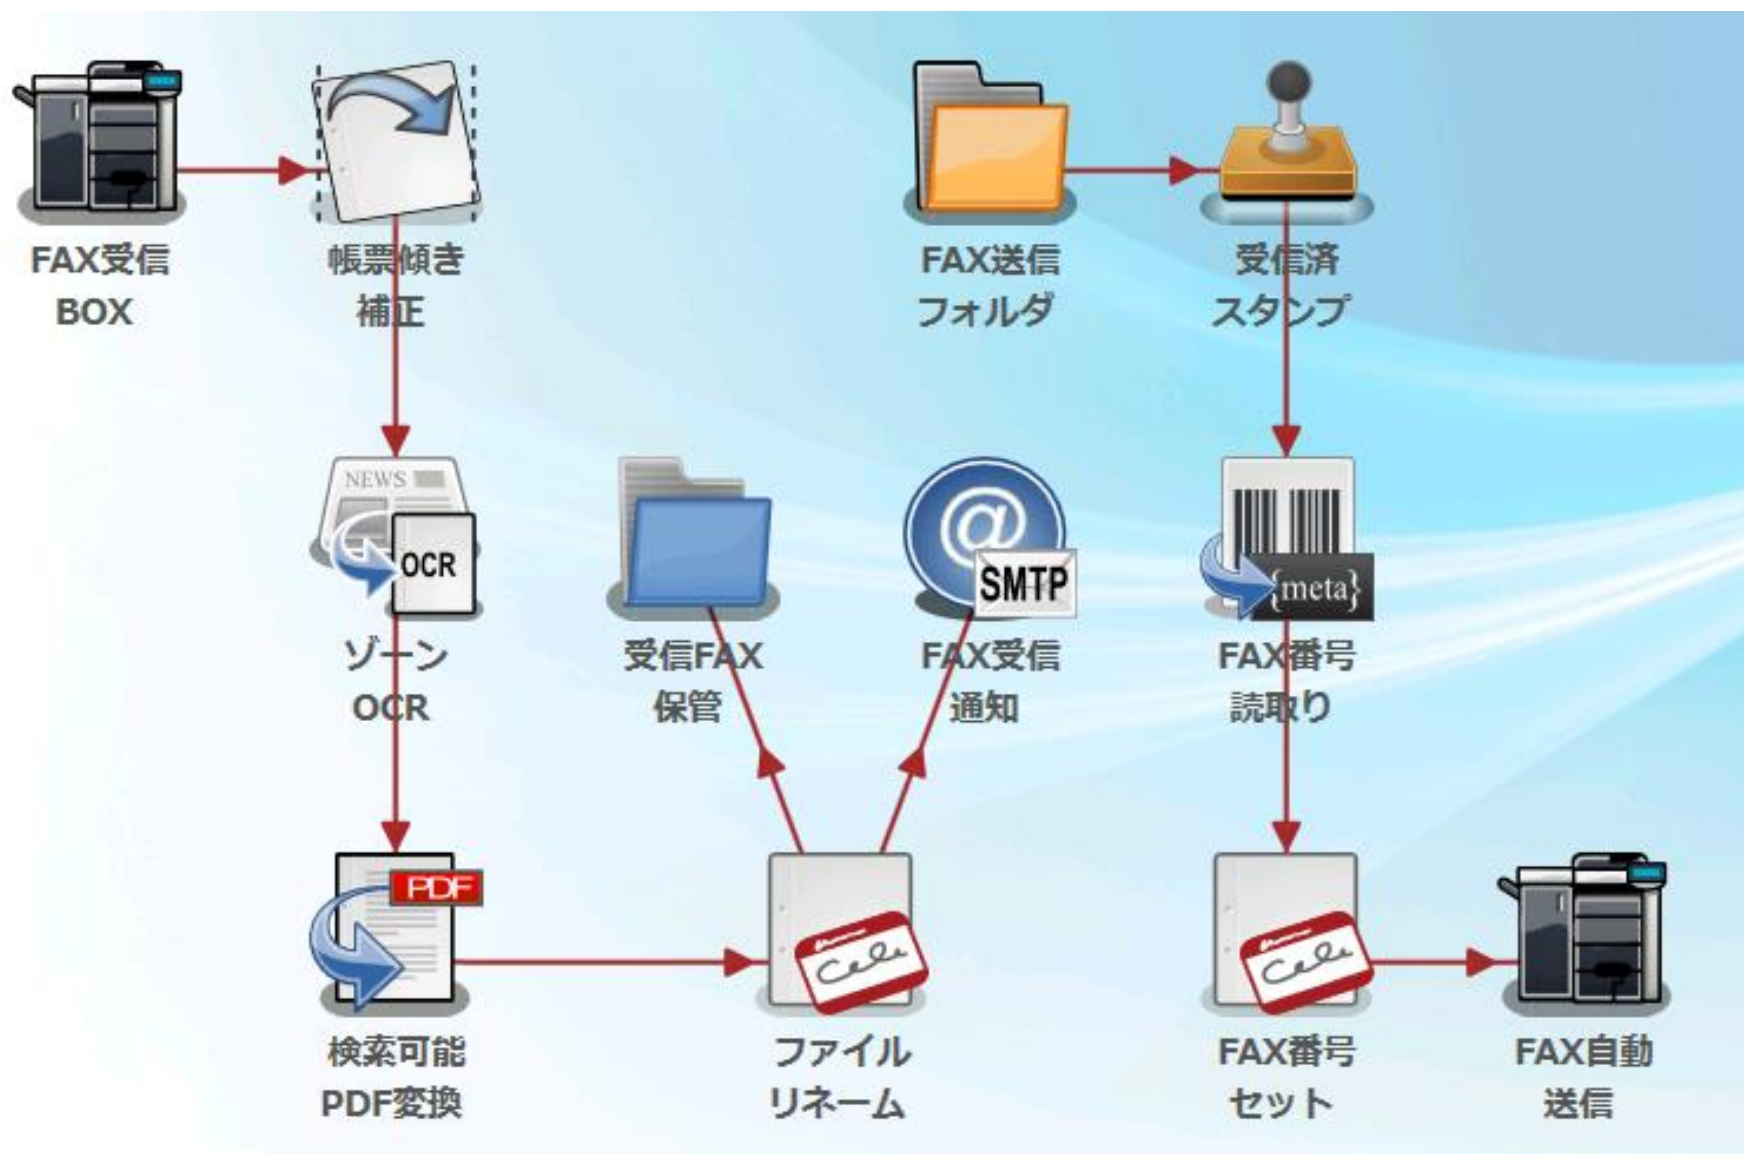 FAX受信
BOX
帳票傾き
補正
FAX送信
フォルダ
受信済
スタンプ
NEWS
OCR
ゾーン
OCR
受信FAX
保管
@
SMTP
FAX受信
通知
{meta}
FAX番号
読取り
PDF
検索可能
PDF変換
ファイル
リネーム
FAX番号
セット
FAX自動
送信